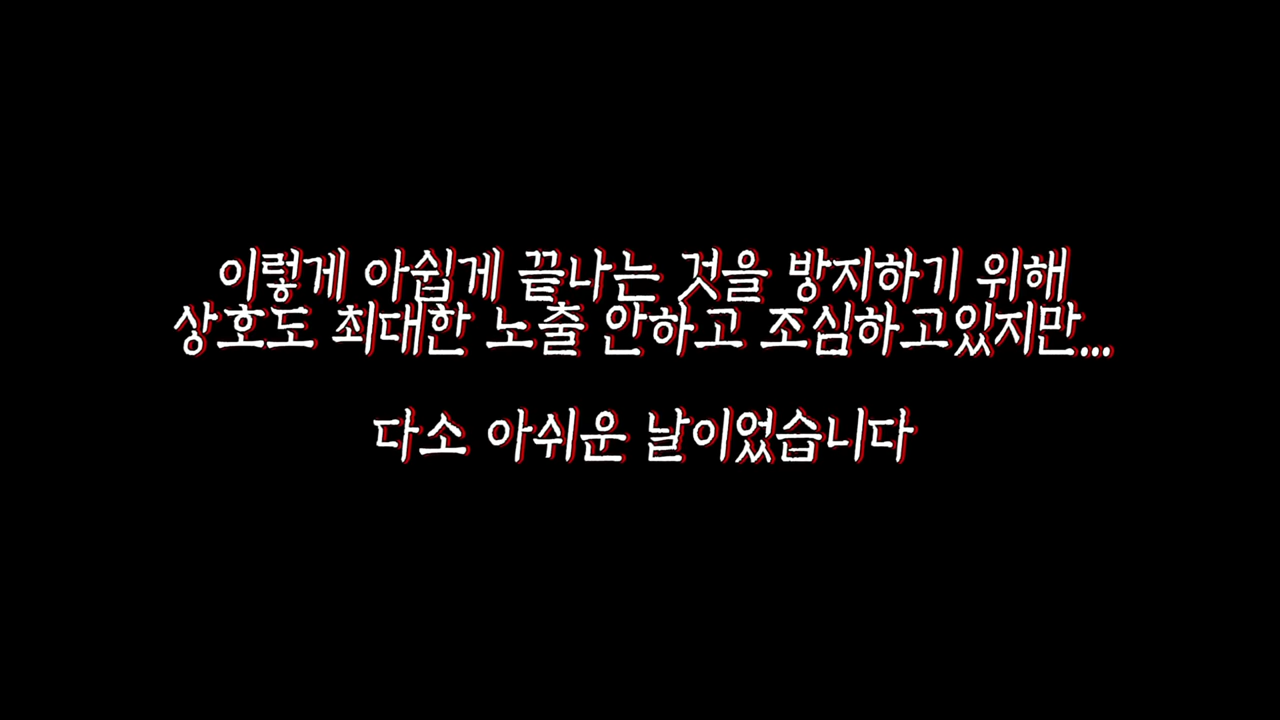 이렇게 아쉽게 끝나는 것을 방지하기 위해
상호도 최대한 노출 안하고 조심하고있지만...
다소 아쉬운 날이었습니다